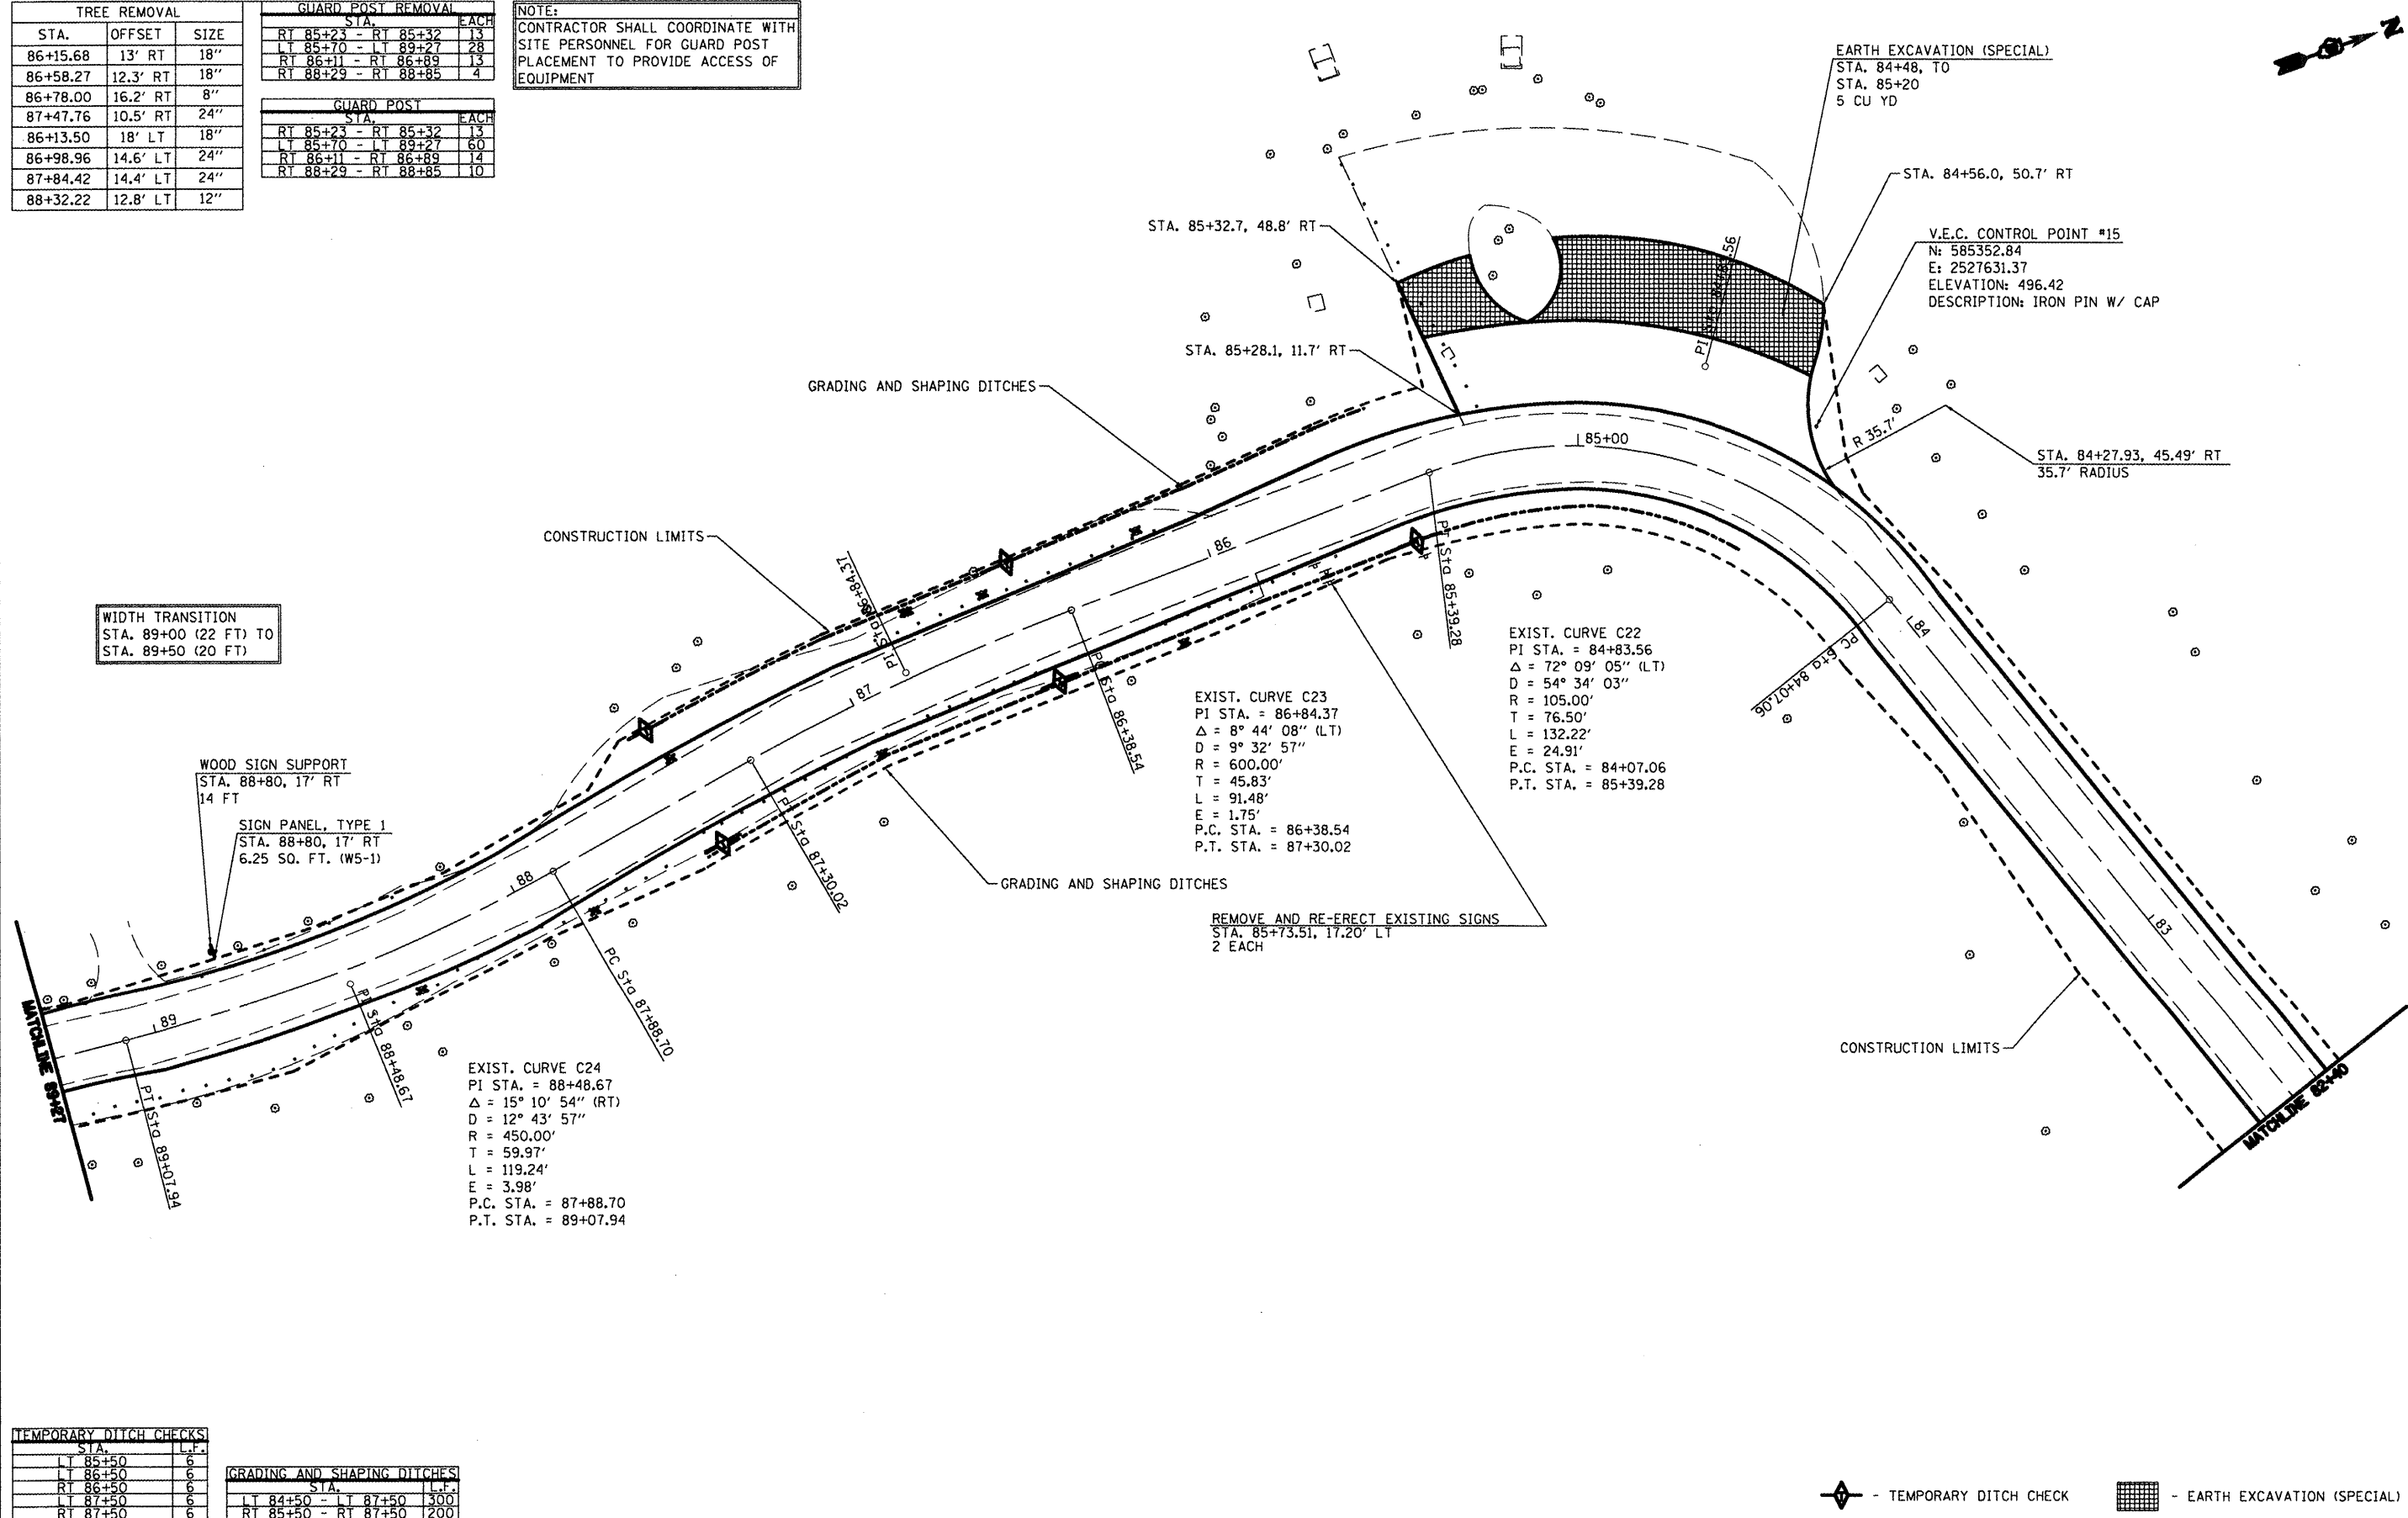 TREE REMOVAL
STA. OFFSET SIZE
86+15.68 13' RT 18''
86+58.27 12.3' RT 18''
86+78.00 16.2' RT 8''
87+47.76 10.5' RT 24''
86+13.50 18' LT 18''
86+98.96 14.6' LT 24''
87+84.42 14.4' LT 24''
88+32.22 12.8' LT 12''
GUARD POST REMOVAL
STA. EACH
RT 85+23 - RT 85+32 13
LT 85+70 - LT 89+27 28
RT 86+11 - RT 86+89 13
RT 88+29 - RT 88+85 4
GUARD POST
STA. EACH
RT 85+23 - RT 85+32 13
LT 85+70 - LT 89+27 60
RT 86+11 - RT 86+89 14
RT 88+29 - RT 88+85 10
NOTE:
CONTRACTOR SHALL COORDINATE WITH
SITE PERSONNEL FOR GUARD POST
PLACEMENT TO PROVIDE ACCESS OF
EQUIPMENT
N
EARTH EXCAVATION (SPECIAL)
STA. 84+48, TO
STA. 85+20
5 CU YD
STA. 84+56.0, 50.7' RT
V.E.C. CONTROL POINT #15
N: 585352.84
E: 2527631.37
ELEVATION: 496.42
DESCRIPTION: IRON PIN W/ CAP
STA. 85+32.7, 48.8' RT
STA. 85+28.1, 11.7' RT
GRADING AND SHAPING DITCHES
R 35.7'
STA. 84+27.93, 45.49' RT
35.7' RADIUS
85+00
CONSTRUCTION LIMITS
86
PI Sta 86+84.37
PT Sta 85+39.28
84
PC Sta 84+07.06
87
PC Sta 86+38.54
WIDTH TRANSITION
STA. 89+00 (22 FT) TO
STA. 89+50 (20 FT)
EXIST. CURVE C22
PI STA. = 84+83.56
Δ = 72° 09' 05'' (LT)
D = 54° 34' 03''
R = 105.00'
T = 76.50'
L = 132.22'
E = 24.91'
P.C. STA. = 84+07.06
P.T. STA. = 85+39.28
EXIST. CURVE C23
PI STA. = 86+84.37
Δ = 8° 44' 08'' (LT)
D = 9° 32' 57''
R = 600.00'
T = 45.83'
L = 91.48'
E = 1.75'
P.C. STA. = 86+38.54
P.T. STA. = 87+30.02
WOOD SIGN SUPPORT
STA. 88+80, 17' RT
14 FT
SIGN PANEL, TYPE 1
STA. 88+80, 17' RT
6.25 SQ. FT. (W5-1)
88
PT Sta 87+30.02
GRADING AND SHAPING DITCHES
REMOVE AND RE-ERECT EXISTING SIGNS
STA. 85+73.51, 17.20' LT
2 EACH
83
PC Sta 87+88.70
89
MATCHLINE 89+27
PT Sta 89+07.94
PI Sta 88+48.67
CONSTRUCTION LIMITS
MATCHLINE 82+40
EXIST. CURVE C24
PI STA. = 88+48.67
Δ = 15° 10' 54'' (RT)
D = 12° 43' 57''
R = 450.00'
T = 59.97'
L = 119.24'
E = 3.98'
P.C. STA. = 87+88.70
P.T. STA. = 89+07.94
TEMPORARY DITCH CHECKS
STA. L.F.
LT 85+50 6
LT 86+50 6
RT 86+50 6
LT 87+50 6
RT 87+50 6
GRADING AND SHAPING DITCHES
STA. L.F.
LT 84+50 - LT 87+50 300
RT 85+50 - RT 87+50 200
- TEMPORARY DITCH CHECK
- EARTH EXCAVATION (SPECIAL)